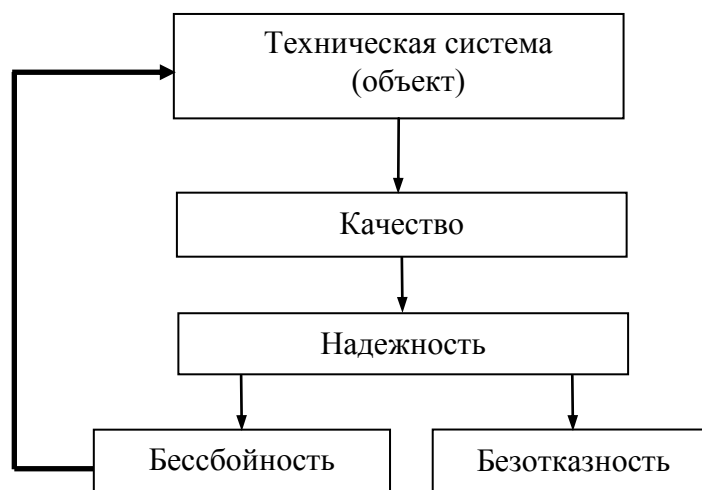 Техническая система
(объект)
Качество
Надежность
Бессбойность
Безотказность